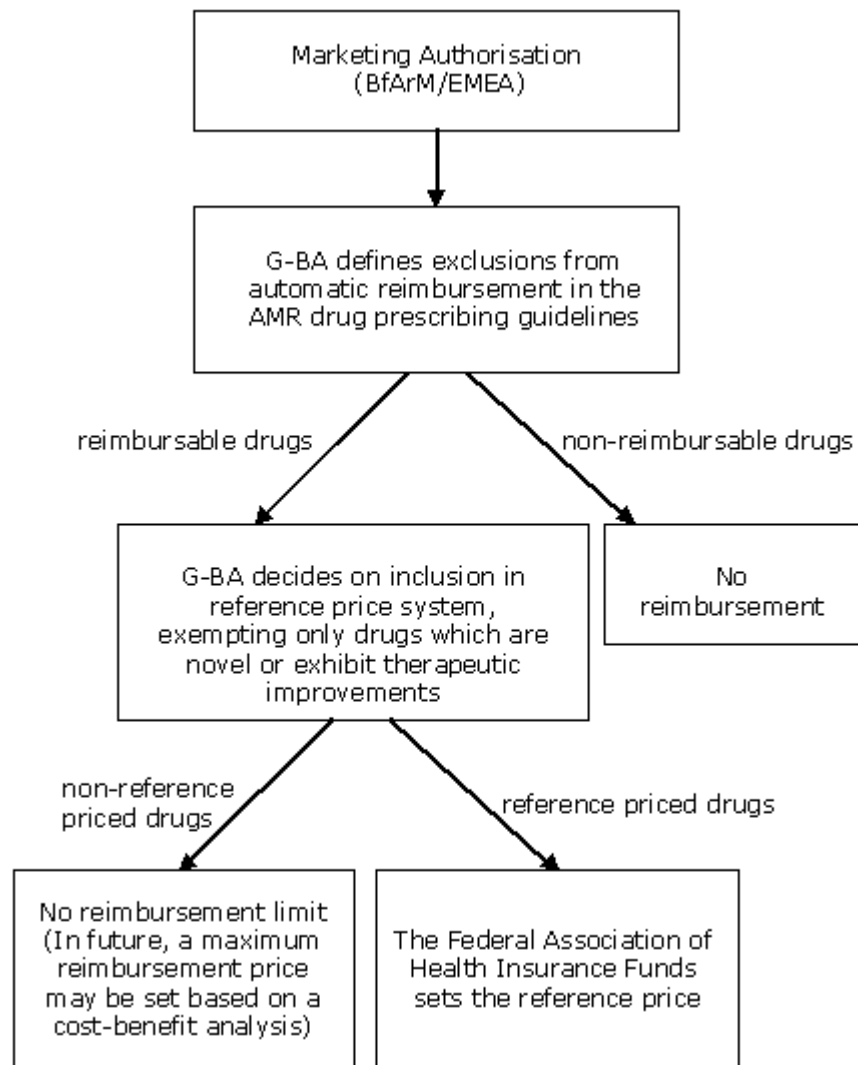 Marketing Authorisation
(BfArM/EMEA)
G-BA defines exclusions from
automatic reimbursement in the
AMR drug prescribing guidelines
reimbursable drugs
non-reimbursable drugs
G-BA decides on inclusion in
reference price system,
exempting only drugs which are
novel or exhibit therapeutic
improvements
No
reimbursement
non-reference
priced drugs
reference priced drugs
No reimbursement limit
(In future, a maximum
reimbursement price
may be set based on a
cost-benefit analysis)
The Federal Association of
Health Insurance Funds
sets the reference price